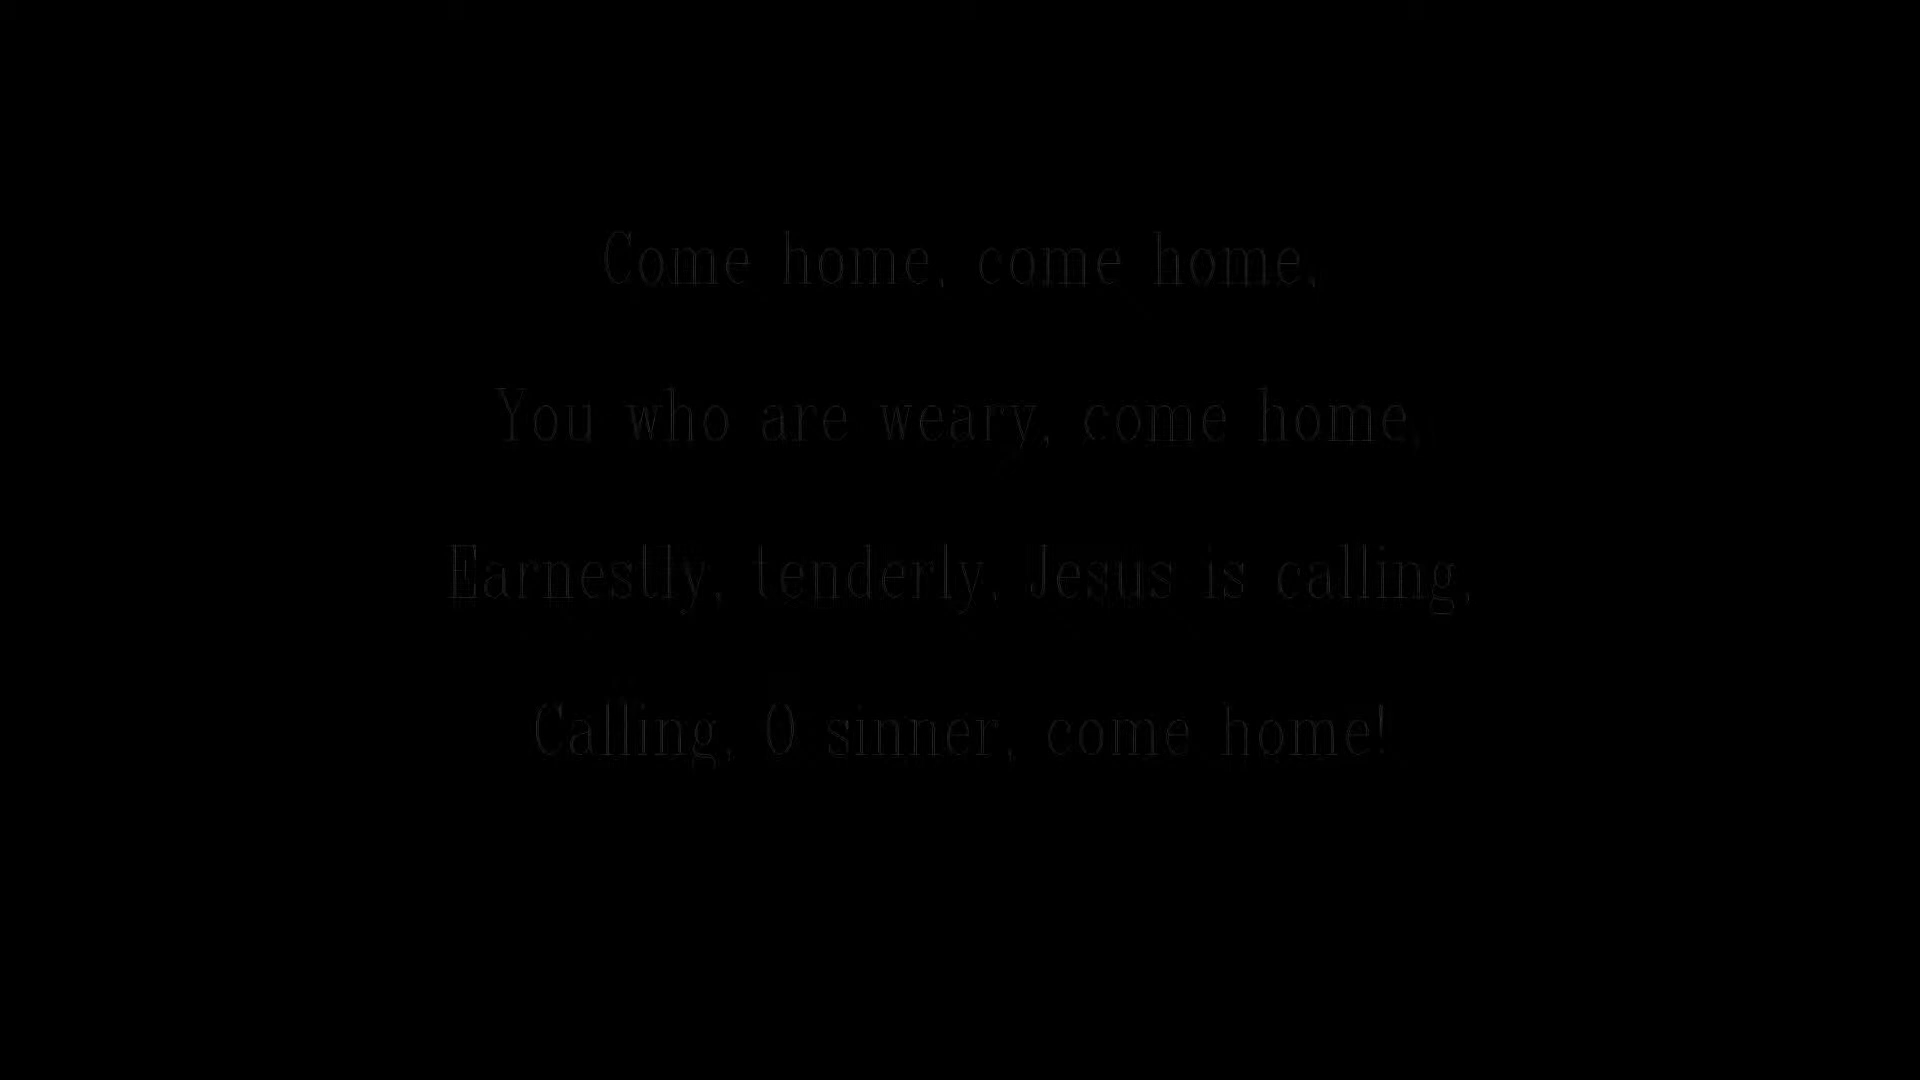 Come home, come home,
You who are weary, come home,
Earnestly, tenderly, Jesus is calling,
Calling, O sinner, come home!